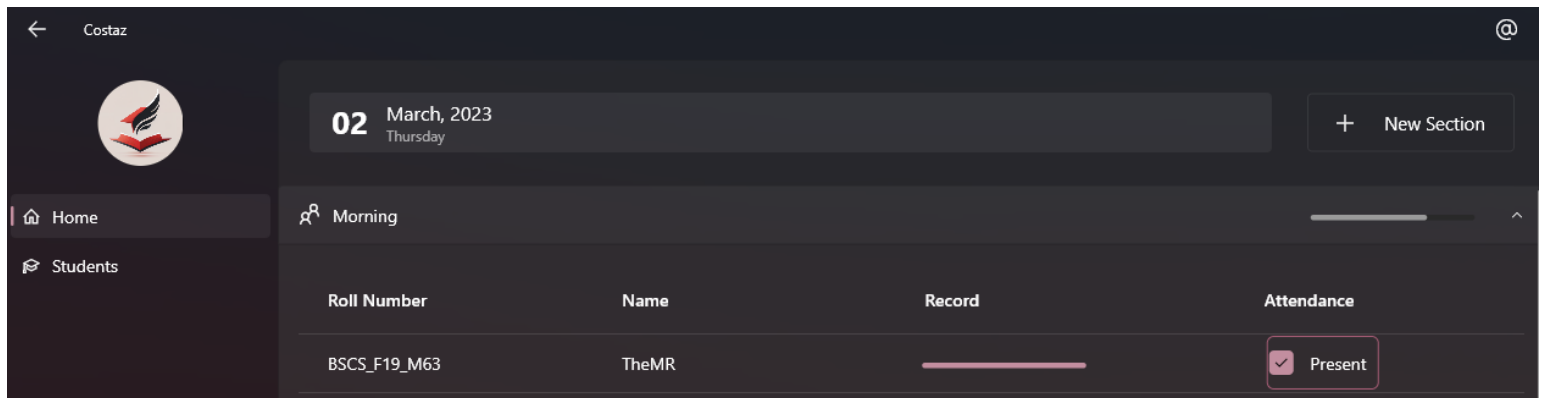 Costaz
@
02 March, 2023
Thursday
+ New Section
Home
Morning
Students
Roll Number Name Record Attendance
BSCS_F19_M63 TheMR Present